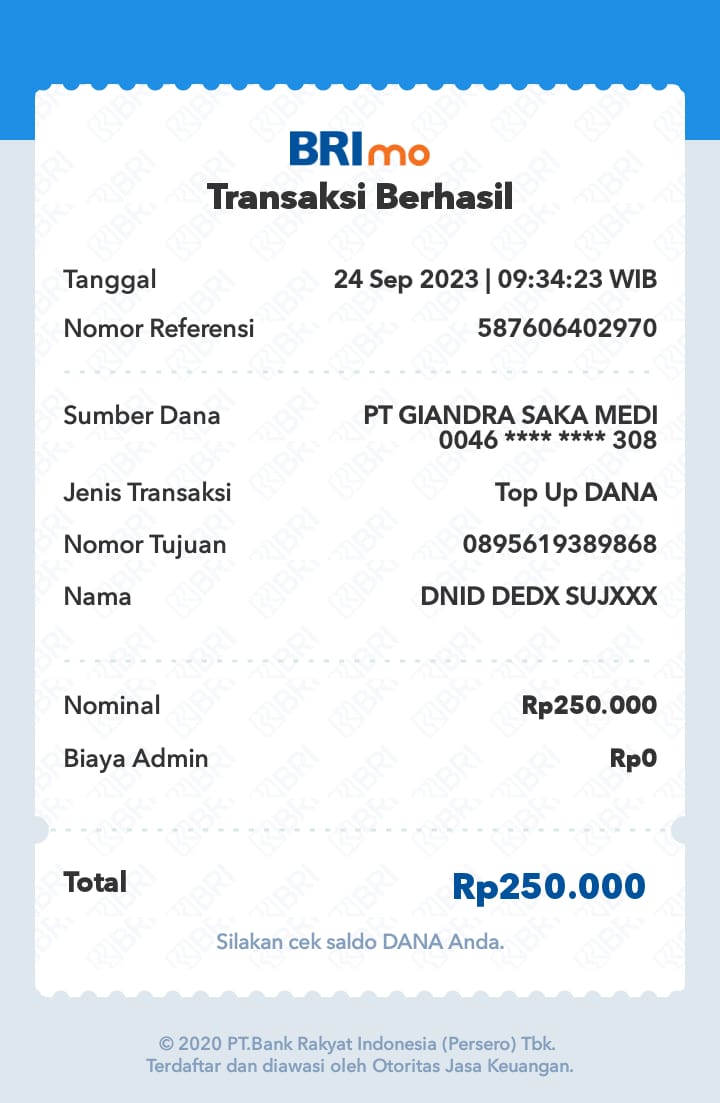 BRImo
Transaksi Berhasil
Tanggal 24 Sep 2023 | 09:34:23 WIB
Nomor Referensi 587606402970
Sumber Dana PT GIANDRA SAKA MEDI
0046 **** **** 308
Jenis Transaksi Top Up DANA
Nomor Tujuan 0895619389868
Nama DNID DEDX SUJXXX
Nominal Rp250.000
Biaya Admin Rp0
Total Rp250.000
Silakan cek saldo DANA Anda.
© 2020 PT.Bank Rakyat Indonesia (Persero) Tbk.
Terdaftar dan diawasi oleh Otoritas Jasa Keuangan.